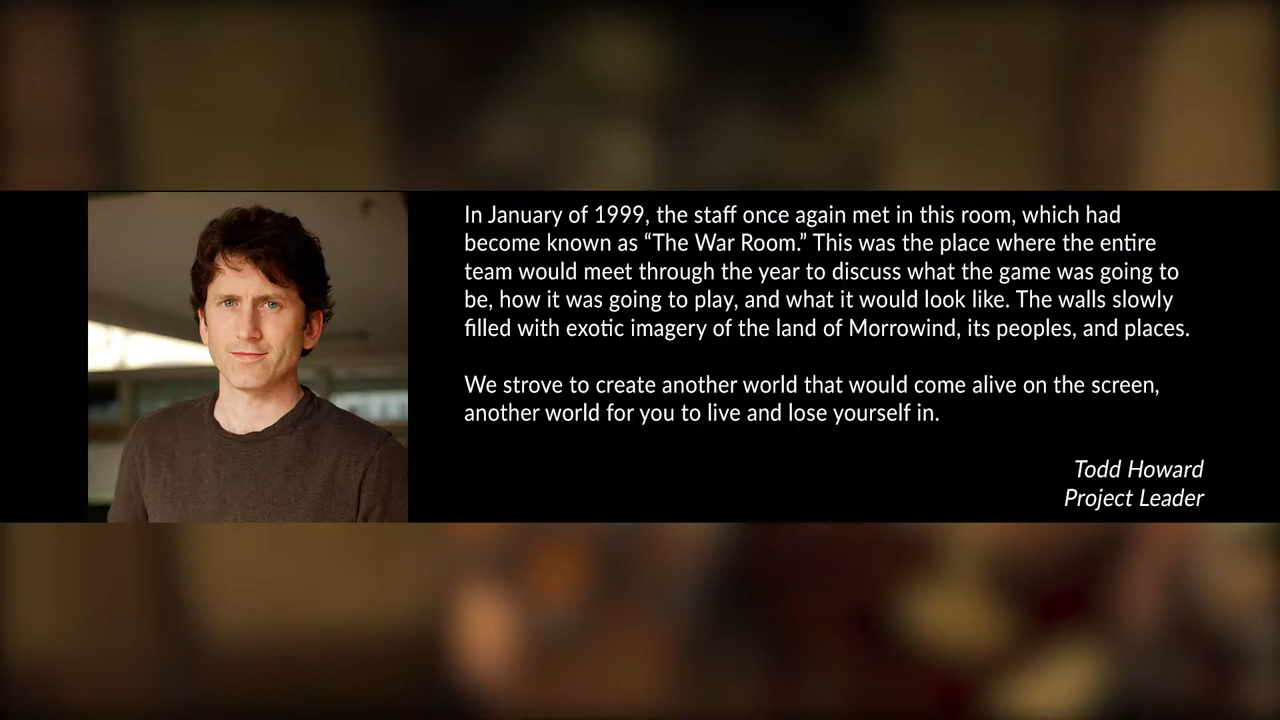 In January of 1999, the staff once again met in this room, which had
become known as “The War Room.” This was the place where the entire
team would meet through the year to discuss what the game was going to
be, how it was going to play, and what it would look like. The walls slowly
filled with exotic imagery of the land of Morrowind, its peoples, and places.
We strove to create another world that would come alive on the screen,
another world for you to live and lose yourself in.
Todd Howard
Project Leader